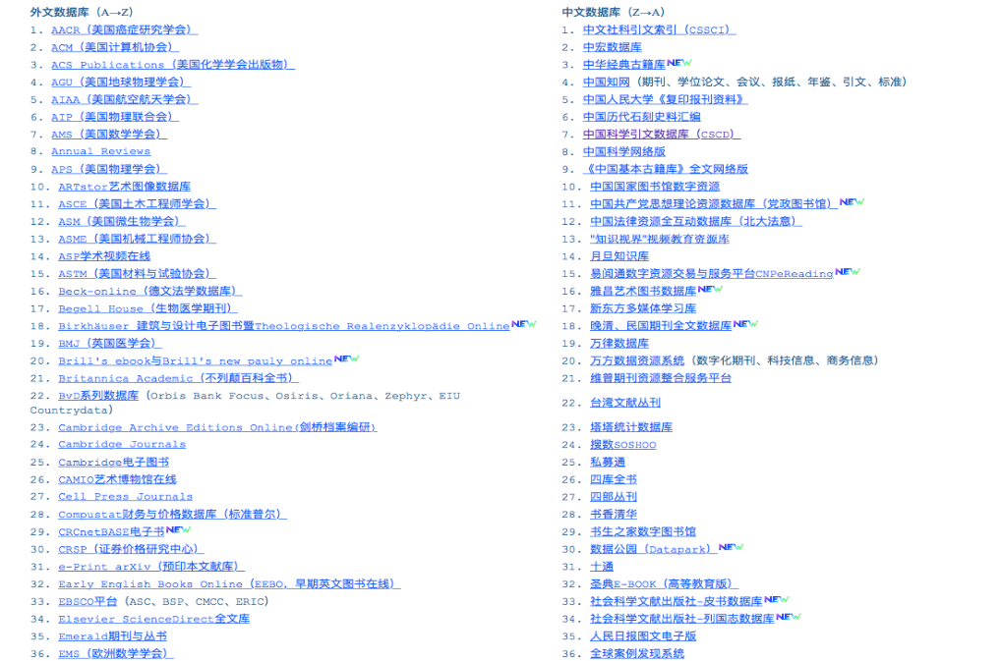 外文数据库（A→Z）
1. AACR（美国癌症研究学会）
2. ACM（美国计算机协会）
3. ACS Publications（美国化学学会出版物）
4. AGU（美国地球物理学会）
5. AIAA（美国航空航天学会）
6. AIP（美国物理联合会）
7. AMS（美国数学学会）
8. Annual Reviews
9. APS（美国物理学会）
10. ARTstor艺术图像数据库
11. ASCE（美国土木工程师学会）
12. ASM（美国微生物学会）
13. ASME（美国机械工程师协会）
14. ASP学术视频在线
15. ASTM（美国材料与试验协会）
16. Beck-online（德文法学数据库）
17. Begell House（生物医学期刊）
18. Birkhäuser 建筑与设计电子图书暨Theologische Realenzyklopädie Online NEW
19. BMJ（英国医学会）
20. Brill's ebook与Brill's new pauly online NEW
21. Britannica Academic（不列颠百科全书）
22. BvD系列数据库（Orbis Bank Focus、Osiris、Oriana、Zephyr、EIU
Countrydata）
23. Cambridge Archive Editions Online(剑桥档案编研)
24. Cambridge Journals
25. Cambridge电子图书
26. CAMIO艺术博物馆在线
27. Cell Press Journals
28. Compustat财务与价格数据库（标准普尔）
29. CRCnetBASE电子书 NEW
30. CRSP（证券价格研究中心）
31. e-Print arXiv（预印本文献库）
32. Early English Books Online（EEBO，早期英文图书在线）
33. EBSCO平台（ASC、BSP、CMCC、ERIC）
34. Elsevier ScienceDirect全文库
35. Emerald期刊与丛书
36. EMS（欧洲数学学会）
中文数据库（Z→A）
1. 中文社科引文索引（CSSCI）
2. 中宏数据库
3. 中华经典古籍库 NEW
4. 中国知网（期刊、学位论文、会议、报纸、年鉴、引文、标准）
5. 中国人民大学《复印报刊资料》
6. 中国历代石刻史料汇编
7. 中国科学引文数据库（CSCD）
8. 中国科学网络版
9. 《中国基本古籍库》全文网络版
10. 中国国家图书馆数字资源
11. 中国共产党思想理论资源数据库（党政图书馆） NEW
12. 中国法律资源全互动数据库（北大法意）
13. "知识视界"视频教育资源库
14. 月旦知识库
15. 易阅通数字资源交易与服务平台CNPeReading NEW
16. 雅昌艺术图书数据库 NEW
17. 新东方多媒体学习库
18. 晚清、民国期刊全文数据库 NEW
19. 万律数据库
20. 万方数据资源系统（数字化期刊、科技信息、商务信息）
21. 维普期刊资源整合服务平台
22. 台湾文献丛刊
23. 塔塔统计数据库
24. 搜数SOSHOO
25. 私募通
26. 四库全书
27. 四部丛刊
28. 书香清华
29. 书生之家数字图书馆
30. 数据公园（Datapark） NEW
31. 十通
32. 圣典E-BOOK（高等教育版）
33. 社会科学文献出版社-皮书数据库 NEW
34. 社会科学文献出版社-列国志数据库 NEW
35. 人民日报图文电子版
36. 全球案例发现系统